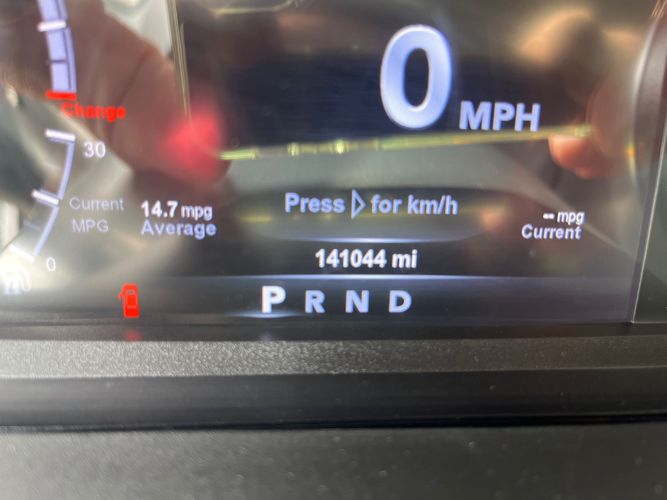 0 MPH
Change
30
Current
MPG
14.7 mpg
Average
Press ▷ for km/h
-- mpg
Current
0
141044 mi
P R N D